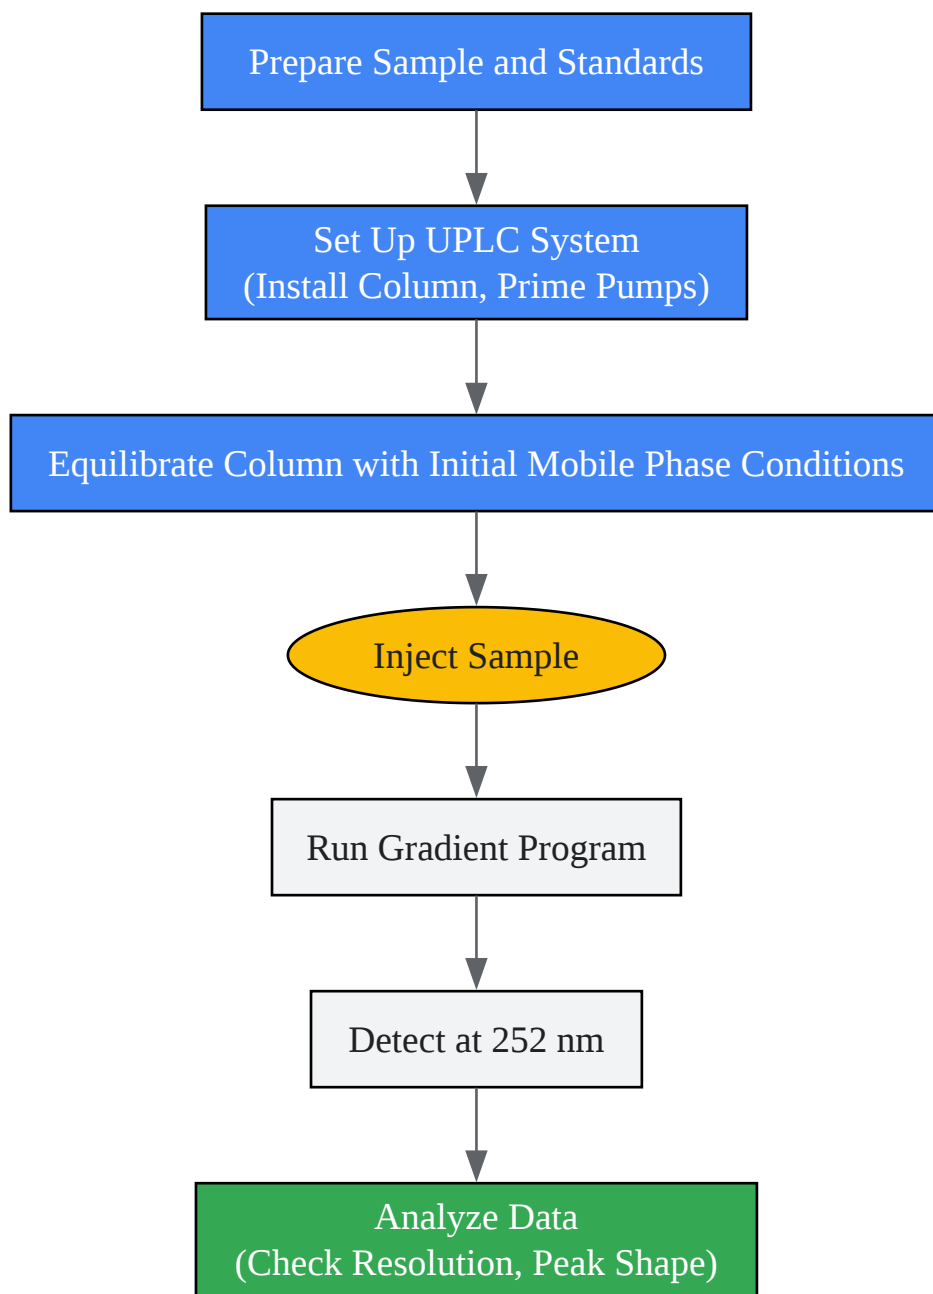 Prepare Sample and Standards
Set Up UPLC System
(Install Column, Prime Pumps)
Equilibrate Column with Initial Mobile Phase Conditions
Inject Sample
Run Gradient Program
Detect at 252 nm
Analyze Data
(Check Resolution, Peak Shape)